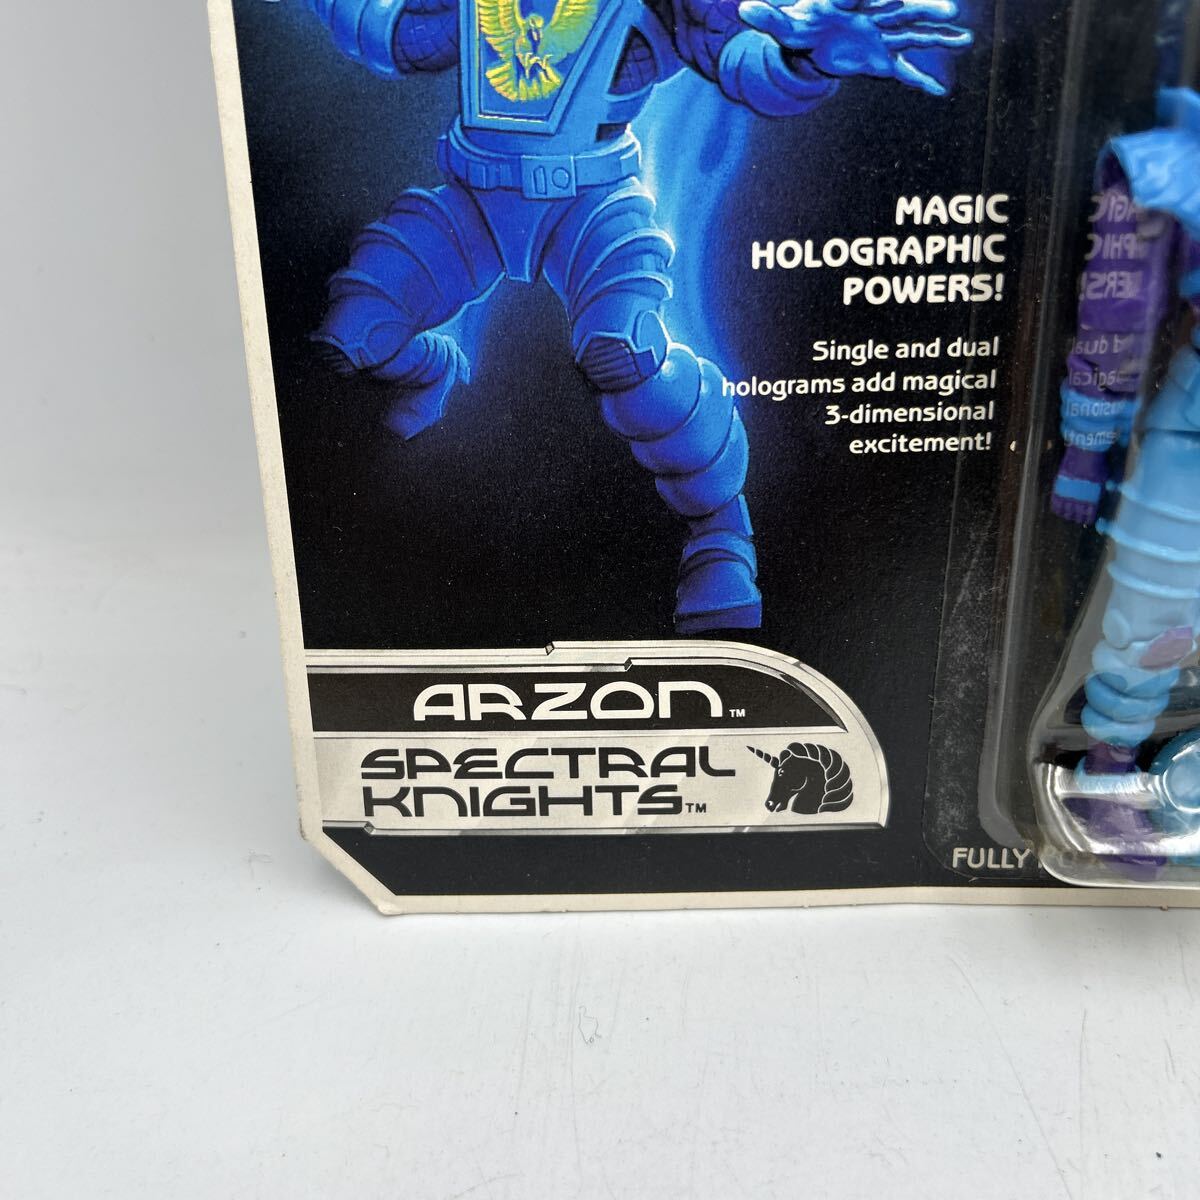 MAGIC
HOLOGRAPHIC
POWERS!
Single and dual
holograms add magical
3-dimensional
excitement!
ARZON™
SPECTRAL
KNIGHTS™
FULLY